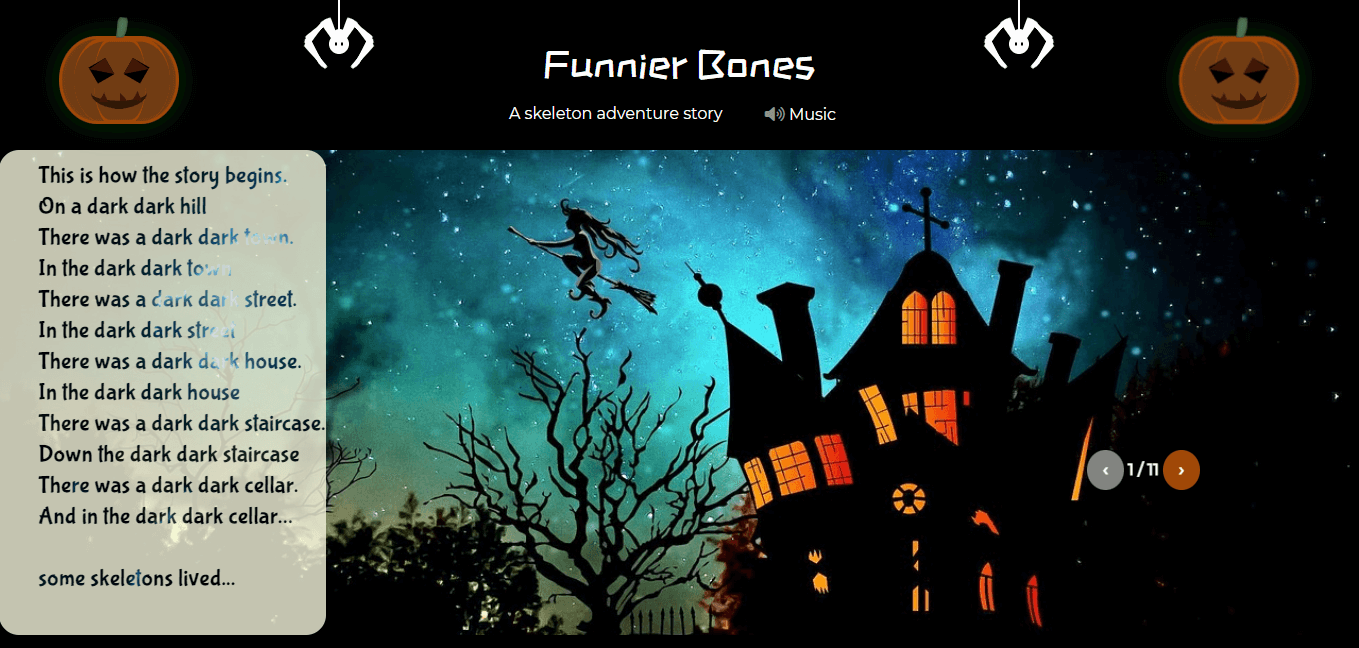 Funnier Bones
A skeleton adventure story
Music
This is how the story begins.
On a dark dark hill
There was a dark dark town.
In the dark dark town
There was a dark dark street.
In the dark dark street
There was a dark dark house.
In the dark dark house
There was a dark dark staircase.
Down the dark dark staircase
There was a dark dark cellar.
And in the dark dark cellar...
some skeletons lived...
‹ 1/11 ›